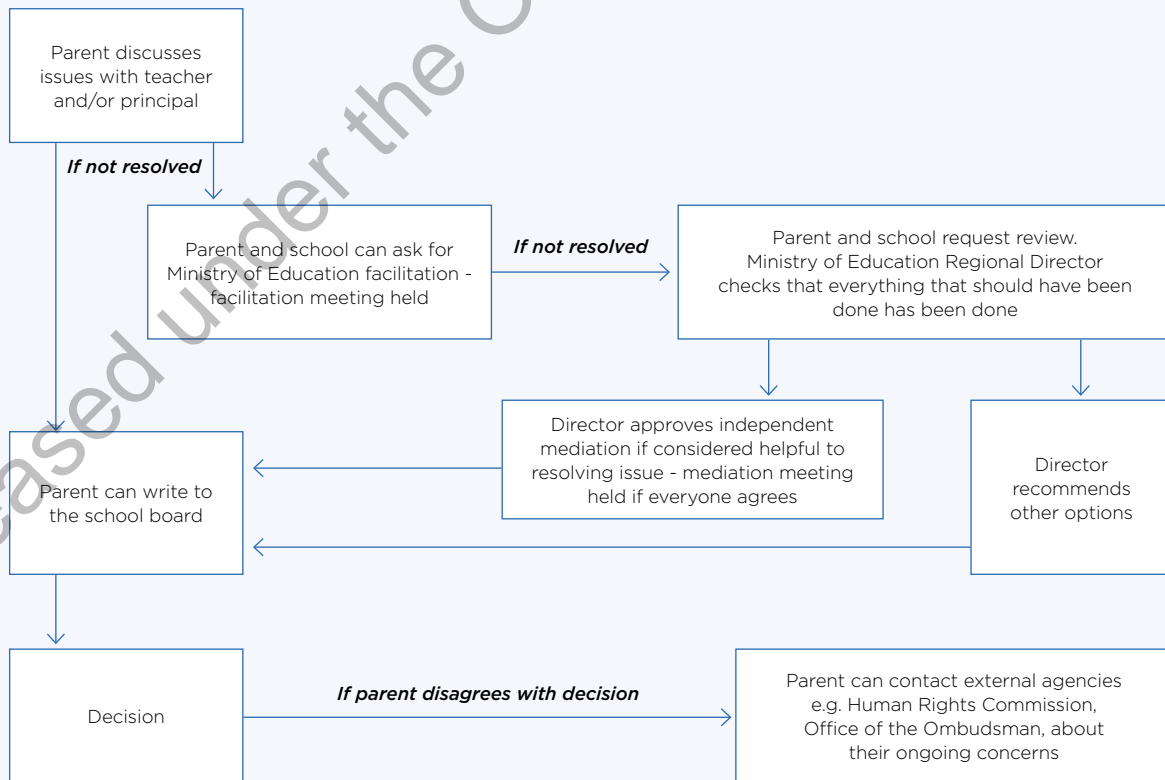 Parent discusses
issues with teacher
and/or principal
If not resolved
Parent and school can ask for
Ministry of Education facilitation -
facilitation meeting held
If not resolved
Parent and school request review.
Ministry of Education Regional Director
checks that everything that should have been
done has been done
Director approves independent
mediation if considered helpful to
resolving issue - mediation meeting
held if everyone agrees
Director
recommends
other options
Parent can write to
the school board
Decision
If parent disagrees with decision
Parent can contact external agencies
e.g. Human Rights Commission,
Office of the Ombudsman, about
their ongoing concerns
under the